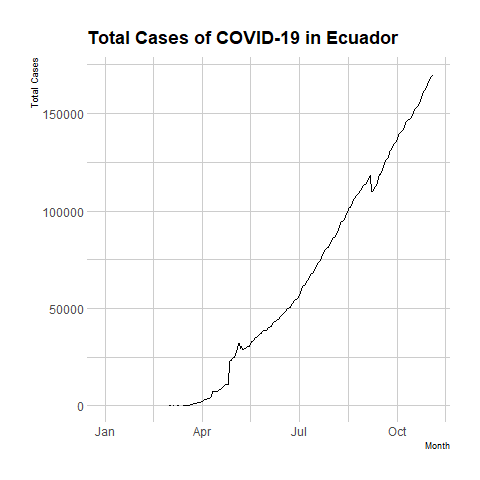 Total Cases of COVID-19 in Ecuador
Total Cases
150000
100000
50000
0
Jan Apr Jul Oct
Month